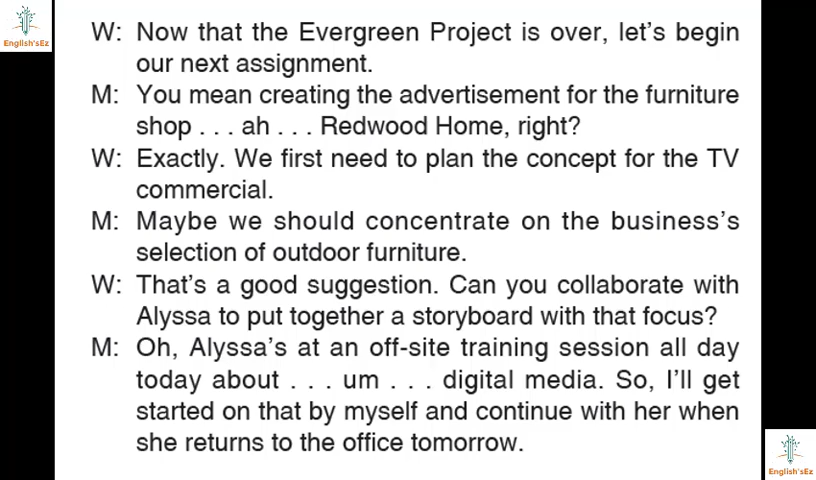 English'sEz
W: Now that the Evergreen Project is over, let's begin
our next assignment.
M: You mean creating the advertisement for the furniture
shop . . . ah . . . Redwood Home, right?
W: Exactly. We first need to plan the concept for the TV
commercial.
M: Maybe we should concentrate on the business's
selection of outdoor furniture.
W: That's a good suggestion. Can you collaborate with
Alyssa to put together a storyboard with that focus?
M: Oh, Alyssa's at an off-site training session all day
today about . . . um . . . digital media. So, I'll get
started on that by myself and continue with her when
she returns to the office tomorrow.
English'sEz